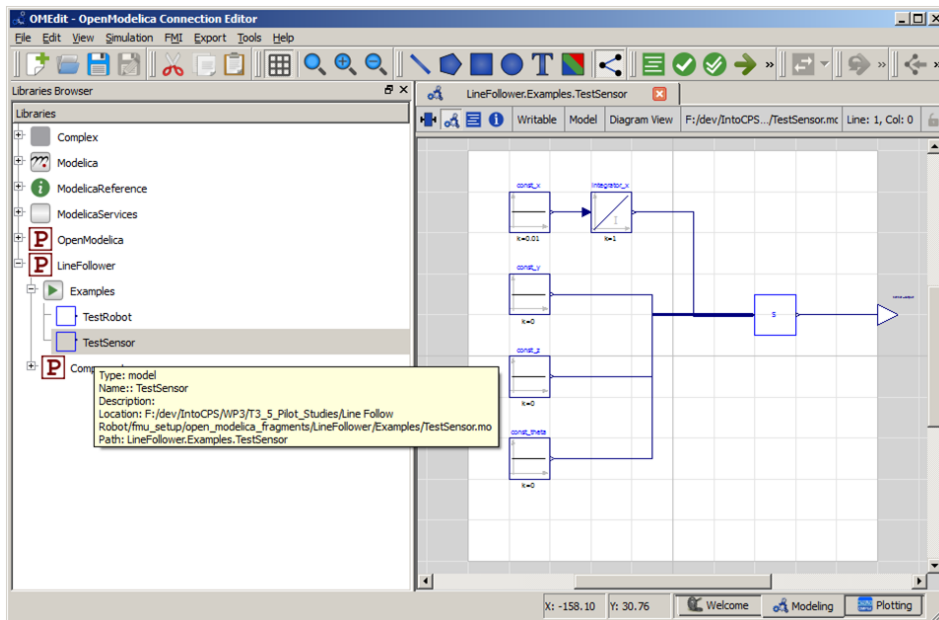 OMEdit - OpenModelica Connection Editor
File Edit View Simulation FMI Export Tools Help
Libraries Browser
Libraries
Complex
Modelica
ModelicaReference
ModelicaServices
OpenModelica
LineFollower
Examples
TestRobot
TestSensor
Type: model
Name:: TestSensor
Description:
Location: F:/dev/IntoCPS/WP3/T3_5_Pilot_Studies/Line Follow
Robot/fmu_setup/open_modelica_fragments/LineFollower/Examples/TestSensor.mo
Path: LineFollower.Examples.TestSensor
LineFollower.Examples.TestSensor
Writable Model Diagram View F:/dev/IntoCPS.../TestSensor.mc Line: 1, Col: 0
const_x integrator_x
I
k=0.01 k=1
const_y
k=0
S
const_z
k=0
const_theta
k=0
X: -158.10 Y: 30.76 Welcome Modeling Plotting